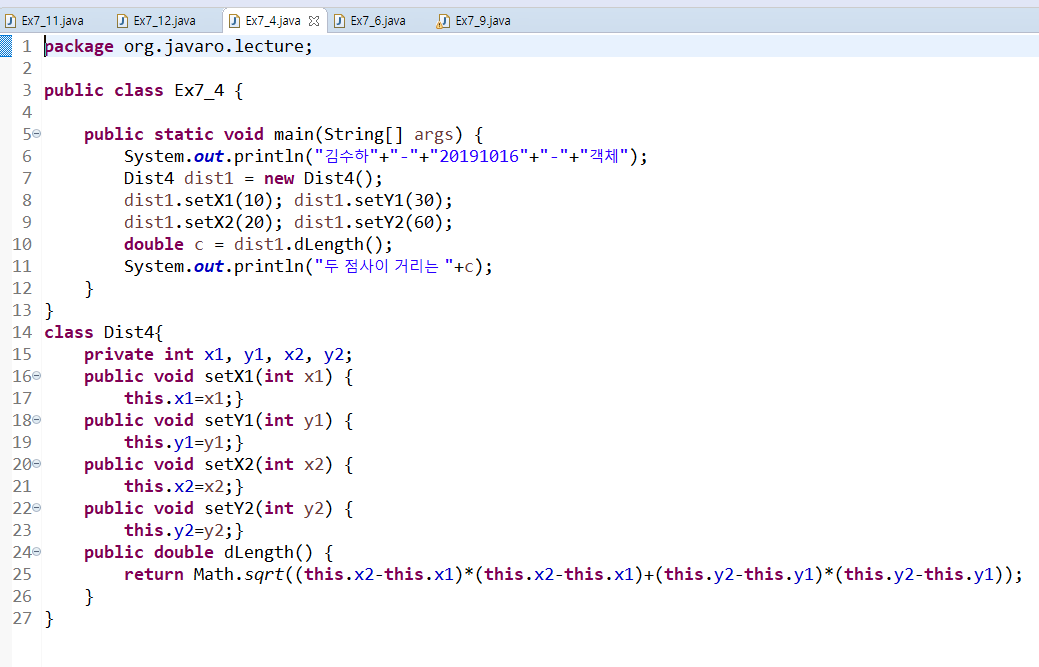 Ex7_11.java Ex7_12.java Ex7_4.java Ex7_6.java Ex7_9.java
1 package org.javaro.lecture;
2
3 public class Ex7_4 {
4
5 public static void main(String[] args) {
6 System.out.println("김수하"+"-"+"20191016"+"-"+"객체");
7 Dist4 dist1 = new Dist4();
8 dist1.setX1(10); dist1.setY1(30);
9 dist1.setX2(20); dist1.setY2(60);
10 double c = dist1.dLength();
11 System.out.println("두 점사이 거리는 "+c);
12 }
13 }
14 class Dist4{
15 private int x1, y1, x2, y2;
16 public void setX1(int x1) {
17 this.x1=x1;}
18 public void setY1(int y1) {
19 this.y1=y1;}
20 public void setX2(int x2) {
21 this.x2=x2;}
22 public void setY2(int y2) {
23 this.y2=y2;}
24 public double dLength() {
25 return Math.sqrt((this.x2-this.x1)*(this.x2-this.x1)+(this.y2-this.y1)*(this.y2-this.y1));
26 }
27 }